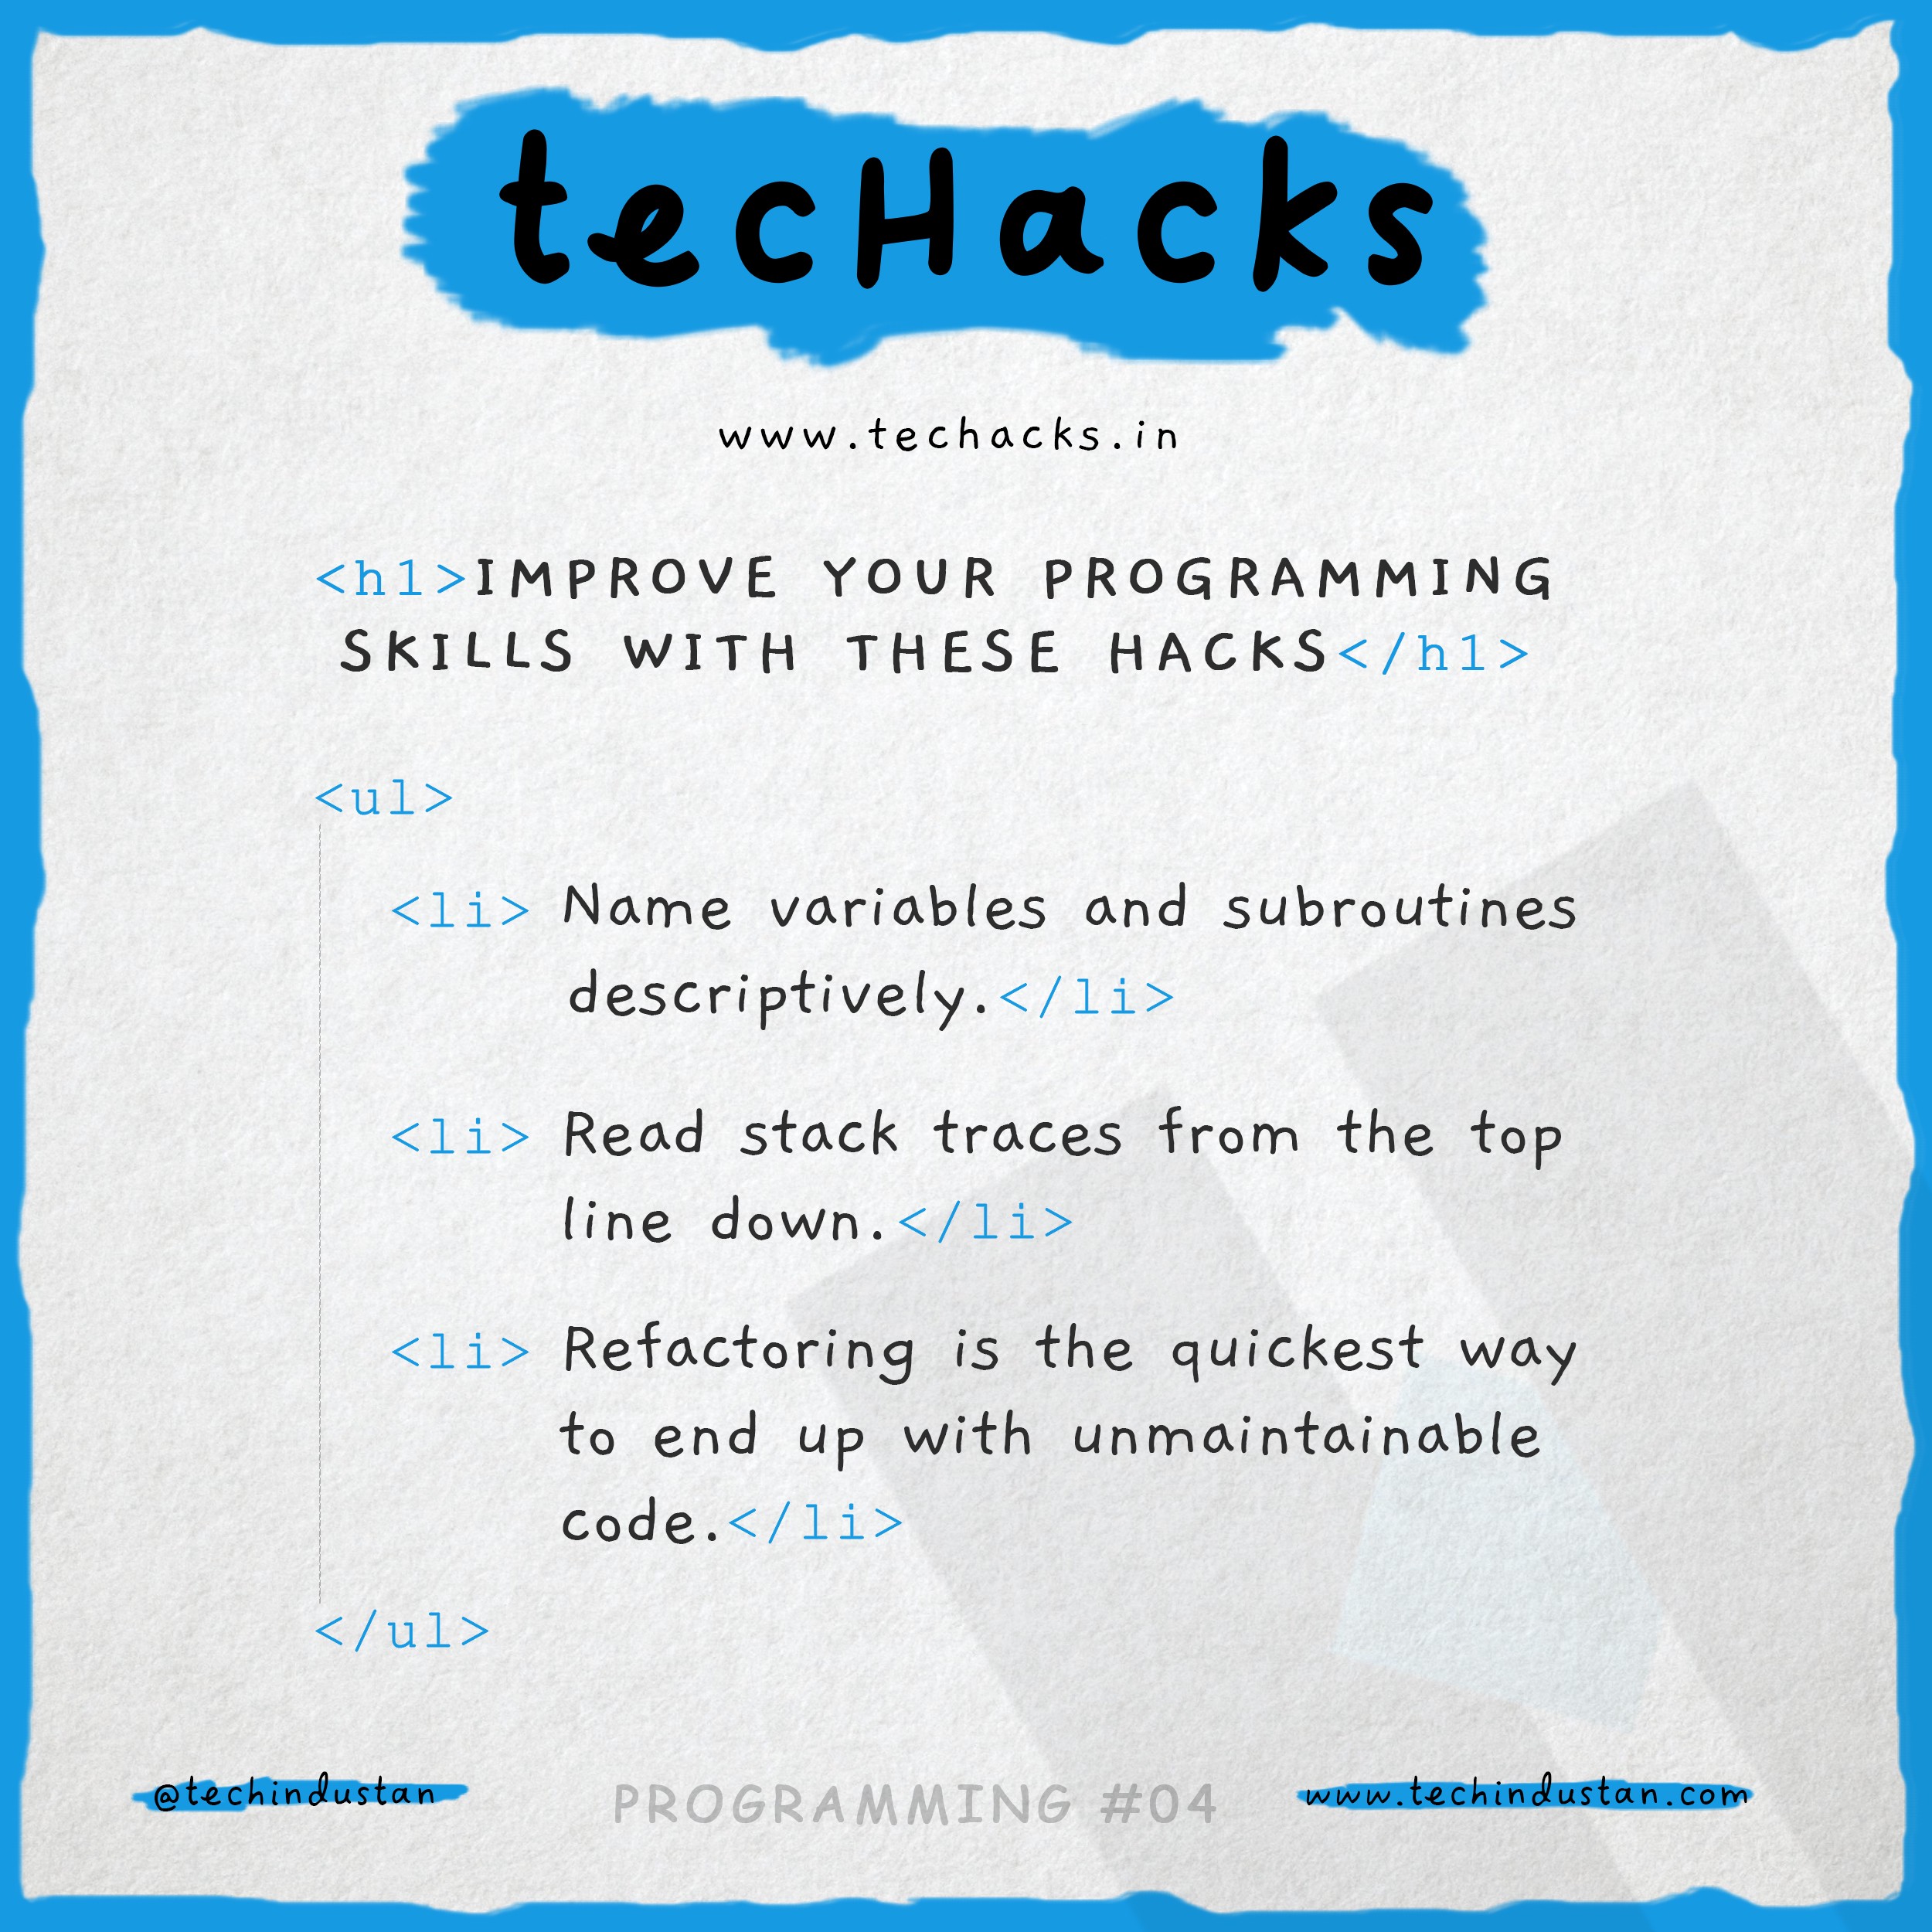 tecHacks
www.techacks.in
<h1>IMPROVE YOUR PROGRAMMING
SKILLS WITH THESE HACKS</h1>
<ul>
<li> Name variables and subroutines
descriptively.</li>
<li> Read stack traces from the top
line down.</li>
<li> Refactoring is the quickest way
to end up with unmaintainable
code.</li>
</ul>
@techindustan
PROGRAMMING #04
www.techindustan.com